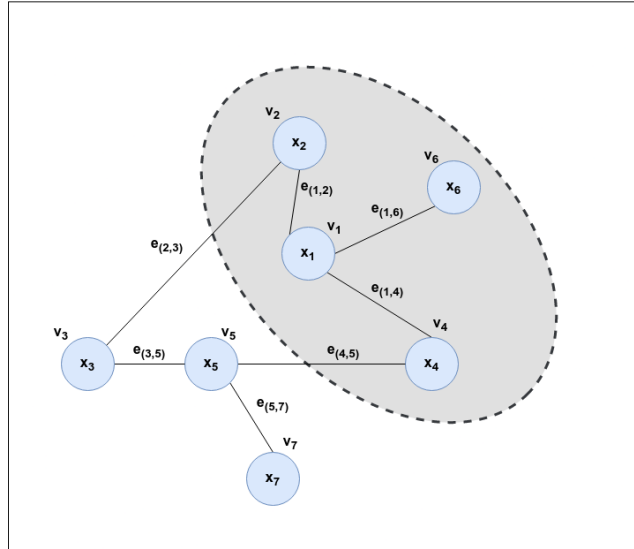 v₂
x₂
v₆
x₆
e₍₁,₂₎
e₍₁,₆₎
v₁
x₁
e₍₂,₃₎
e₍₁,₄₎
v₄
v₃
v₅
e₍₃,₅₎
e₍₄,₅₎
x₃
x₅
x₄
e₍₅,₇₎
v₇
x₇